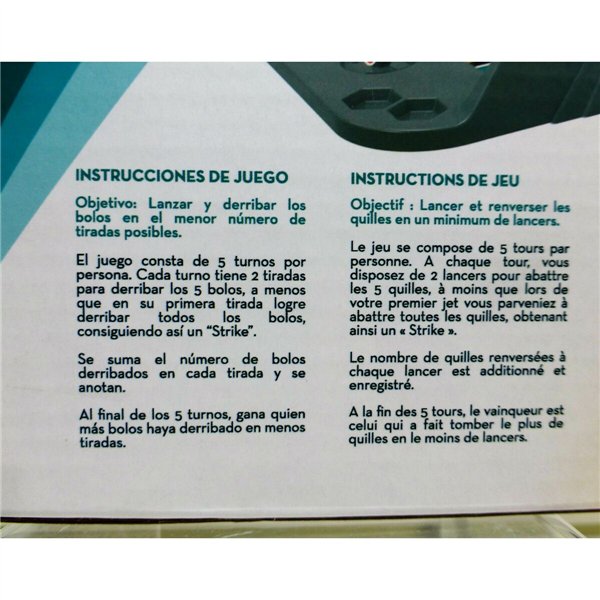 INSTRUCCIONES DE JUEGO
Objetivo: Lanzar y derribar los
bolos en el menor número de
tiradas posibles.
El juego consta de 5 turnos por
persona. Cada turno tiene 2 tiradas
para derribar los 5 bolos, a menos
que en su primera tirada logre
derribar todos los bolos,
consiguiendo así un “Strike”.
Se suma el número de bolos
derribados en cada tirada y se
anotan.
Al final de los 5 turnos, gana quien
más bolos haya derribado en menos
tiradas.
INSTRUCTIONS DE JEU
Objectif : Lancer et renverser les
quilles en un minimum de lancers.
Le jeu se compose de 5 tours par
personne. A chaque tour, vous
disposez de 2 lancers pour abattre
les 5 quilles, à moins que lors de
votre premier jet vous parveniez à
abattre toutes les quilles, obtenant
ainsi un « Strike ».
Le nombre de quilles renversées à
chaque lancer est additionné et
enregistré.
A la fin des 5 tours, le vainqueur est
celui qui a fait tomber le plus de
quilles en le moins de lancers.